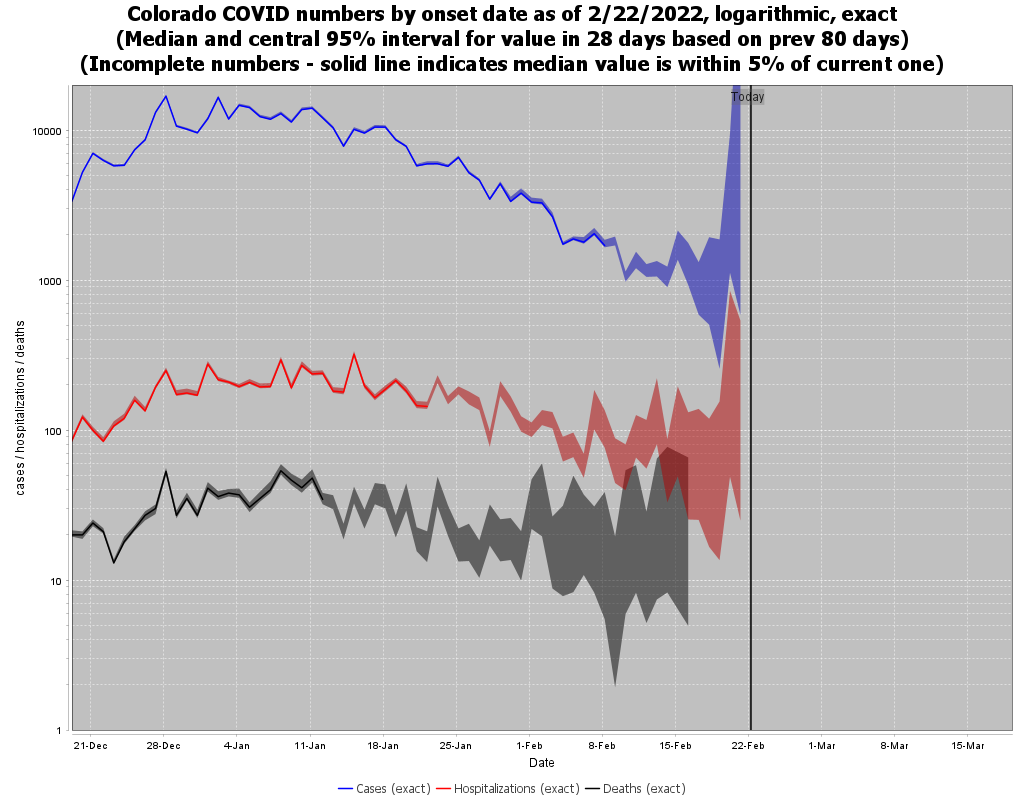 Colorado COVID numbers by onset date as of 2/22/2022, logarithmic, exact
(Median and central 95% interval for value in 28 days based on prev 80 days)
(Incomplete numbers - solid line indicates median value is within 5% of current one)
Today
10000
1000
100
10
1
cases / hospitalizations / deaths
21-Dec 28-Dec 4-Jan 11-Jan 18-Jan 25-Jan 1-Feb 8-Feb 15-Feb 22-Feb 1-Mar 8-Mar 15-Mar
Date
Cases (exact) Hospitalizations (exact) Deaths (exact)